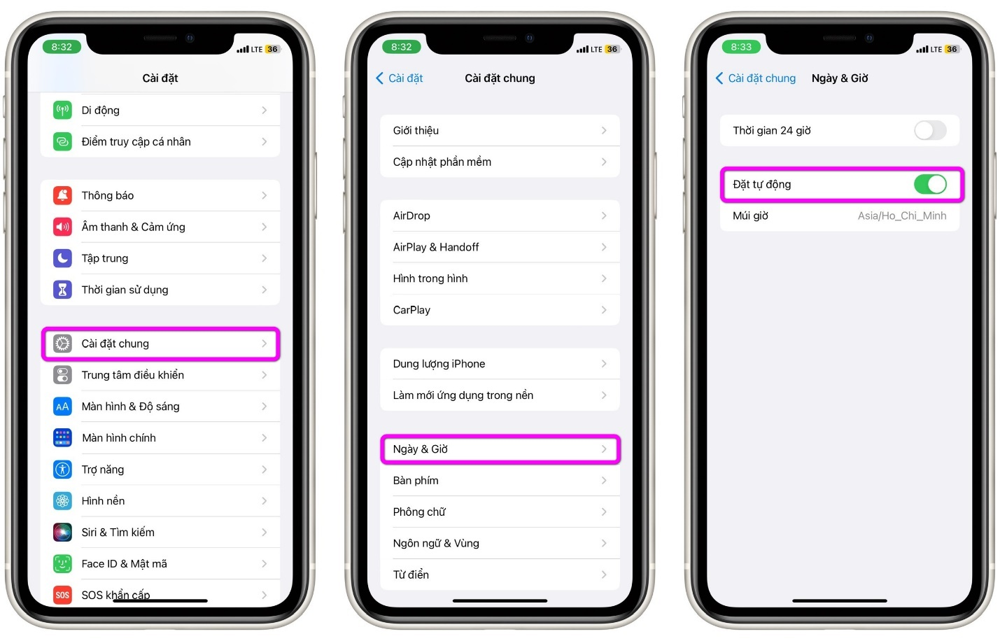 8:32
LTE 36
Cài đặt
Di động
Điểm truy cập cá nhân
Thông báo
Âm thanh & Cảm ứng
Tập trung
Thời gian sử dụng
Cài đặt chung
Trung tâm điều khiển
AA
Màn hình & Độ sáng
Màn hình chính
Trợ năng
Hình nền
Siri & Tìm kiếm
Face ID & Mật mã
SOS
SOS khẩn cấp
8:32
LTE 36
Cài đặt
Cài đặt chung
Giới thiệu
Cập nhật phần mềm
AirDrop
AirPlay & Handoff
Hình trong hình
CarPlay
Dung lượng iPhone
Làm mới ứng dụng trong nền
Ngày & Giờ
Bàn phím
Phông chữ
Ngôn ngữ & Vùng
Từ điển
8:33
LTE 36
Cài đặt chung
Ngày & Giờ
Thời gian 24 giờ
Đặt tự động
Múi giờ
Asia/Ho_Chi_Minh